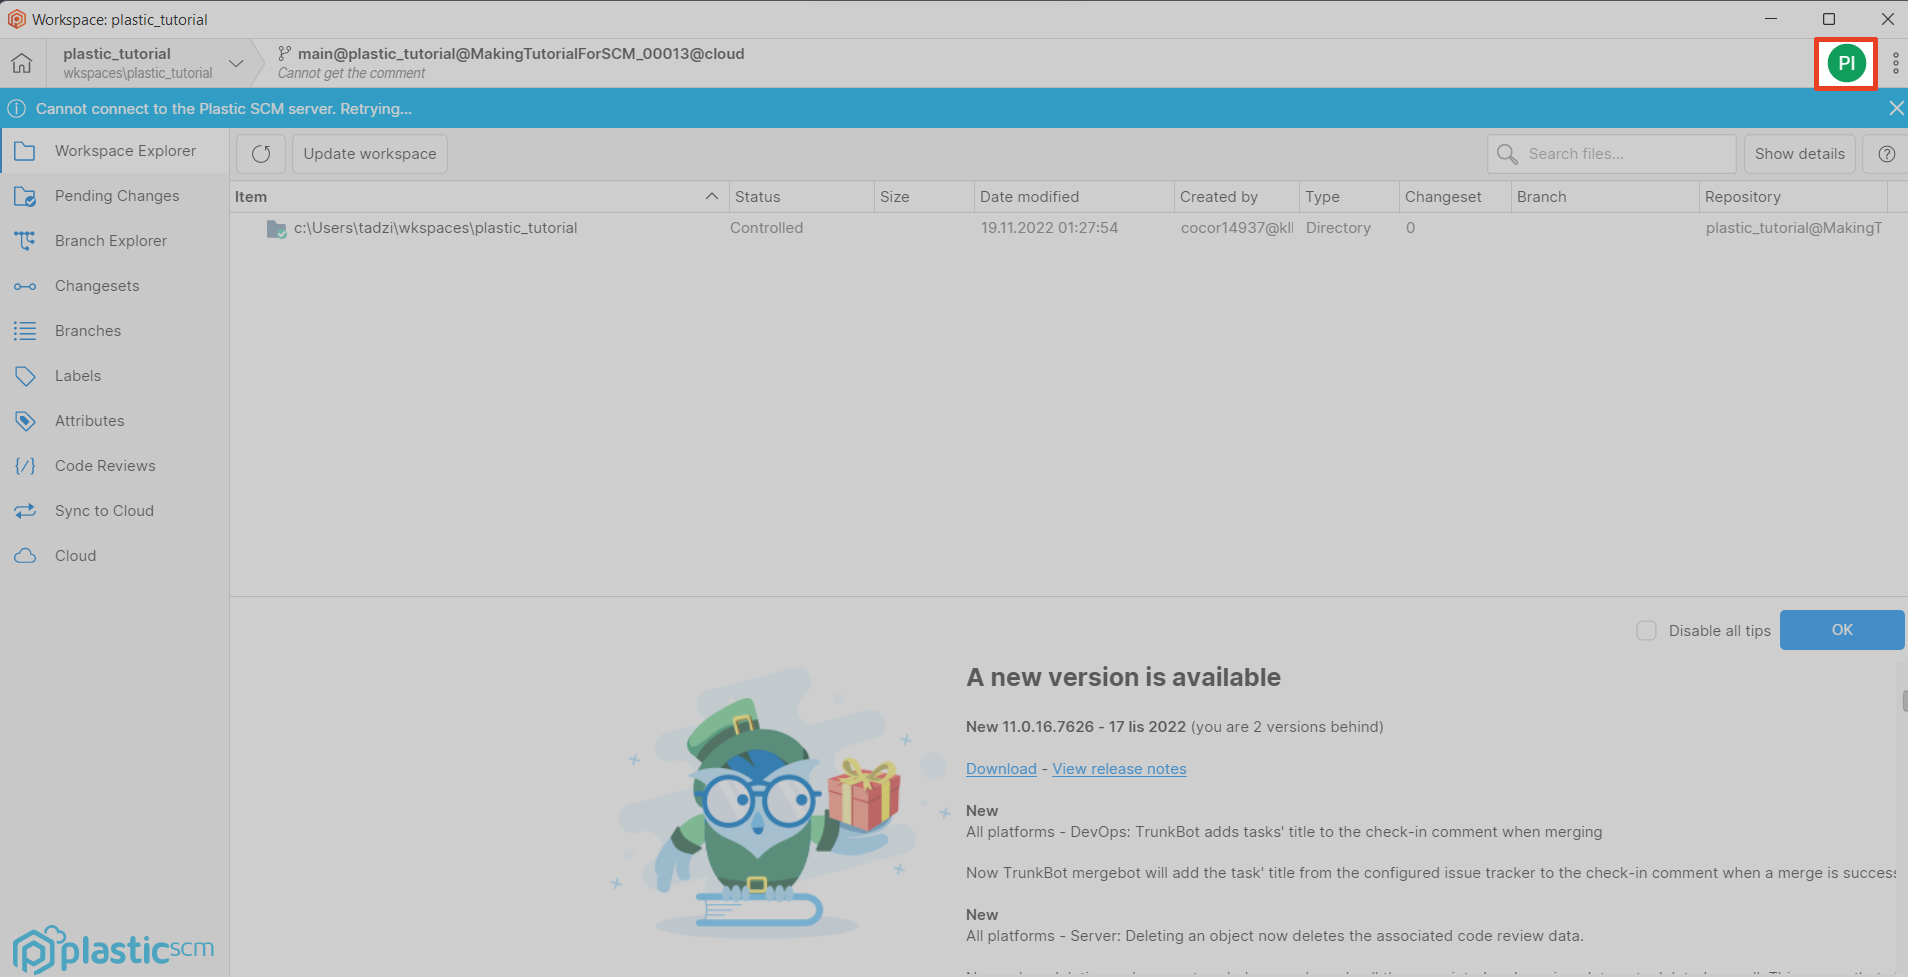 Workspace: plastic_tutorial
plastic_tutorial
wkspaces\plastic_tutorial
main@plastic_tutorial@MakingTutorialForSCM_00013@cloud
Cannot get the comment
PI
Cannot connect to the Plastic SCM server. Retrying...
Workspace Explorer
Pending Changes
Branch Explorer
Changesets
Branches
Labels
Attributes
Code Reviews
Sync to Cloud
Cloud
Update workspace
Search files...
Show details
Item Status Size Date modified Created by Type Changeset Branch Repository
c:\Users\tadzi\wkspaces\plastic_tutorial Controlled 19.11.2022 01:27:54 cocor14937@kll Directory 0 plastic_tutorial@MakingT
Disable all tips
OK
A new version is available
New 11.0.16.7626 - 17 lis 2022 (you are 2 versions behind)
Download - View release notes
New
All platforms - DevOps: TrunkBot adds tasks' title to the check-in comment when merging
Now TrunkBot mergebot will add the task' title from the configured issue tracker to the check-in comment when a merge is success
New
All platforms - Server: Deleting an object now deletes the associated code review data.
plasticscm